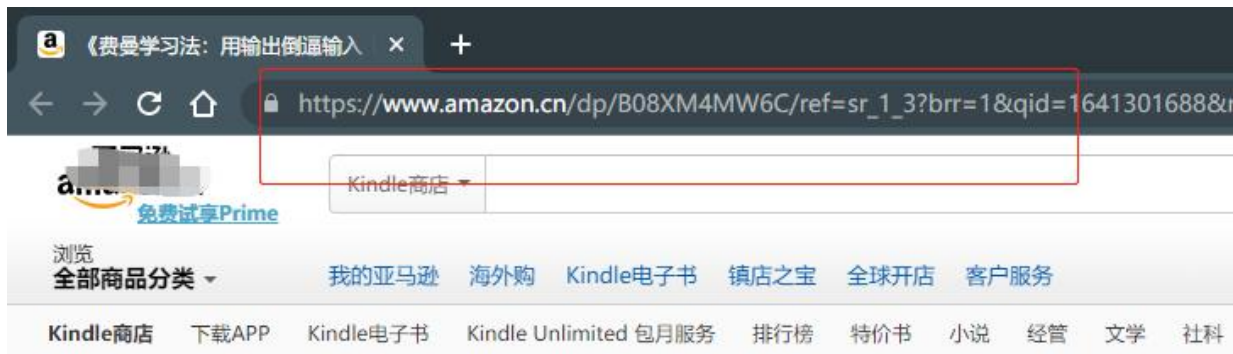 《费曼学习法：用输出倒逼输入
https://www.amazon.cn/dp/B08XM4MW6C/ref=sr_1_3?brr=1&qid=1641301688&r
Kindle商店
免费试享Prime
浏览
全部商品分类 我的亚马逊 海外购 Kindle电子书 镇店之宝 全球开店 客户服务
Kindle商店 下载APP Kindle电子书 Kindle Unlimited 包月服务 排行榜 特价书 小说 经管 文学 社科